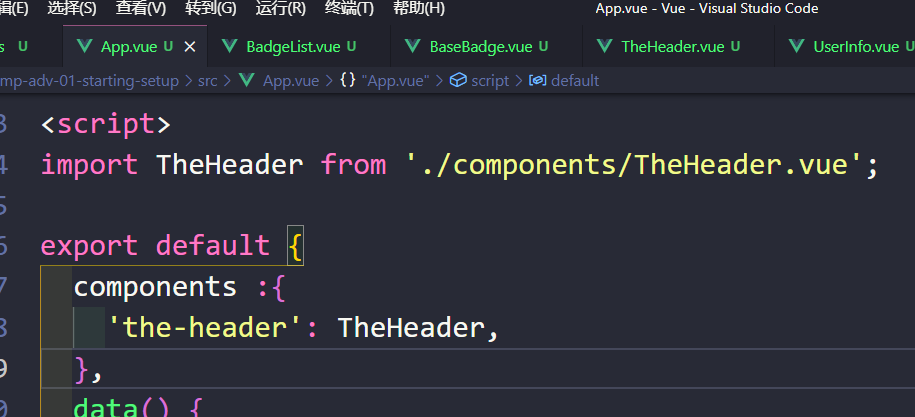 辑(E) 选择(S) 查看(V) 转到(G) 运行(R) 终端(T) 帮助(H) App.vue - Vue - Visual Studio Code
s U App.vue U × BadgeList.vue U BaseBadge.vue U TheHeader.vue U UserInfo.vue U
mp-adv-01-starting-setup > src > App.vue > {} "App.vue" > script > default
3 <script>
4 import TheHeader from './components/TheHeader.vue';
5
6 export default {
7 components :{
8 'the-header': TheHeader,
9 },
0 data() {